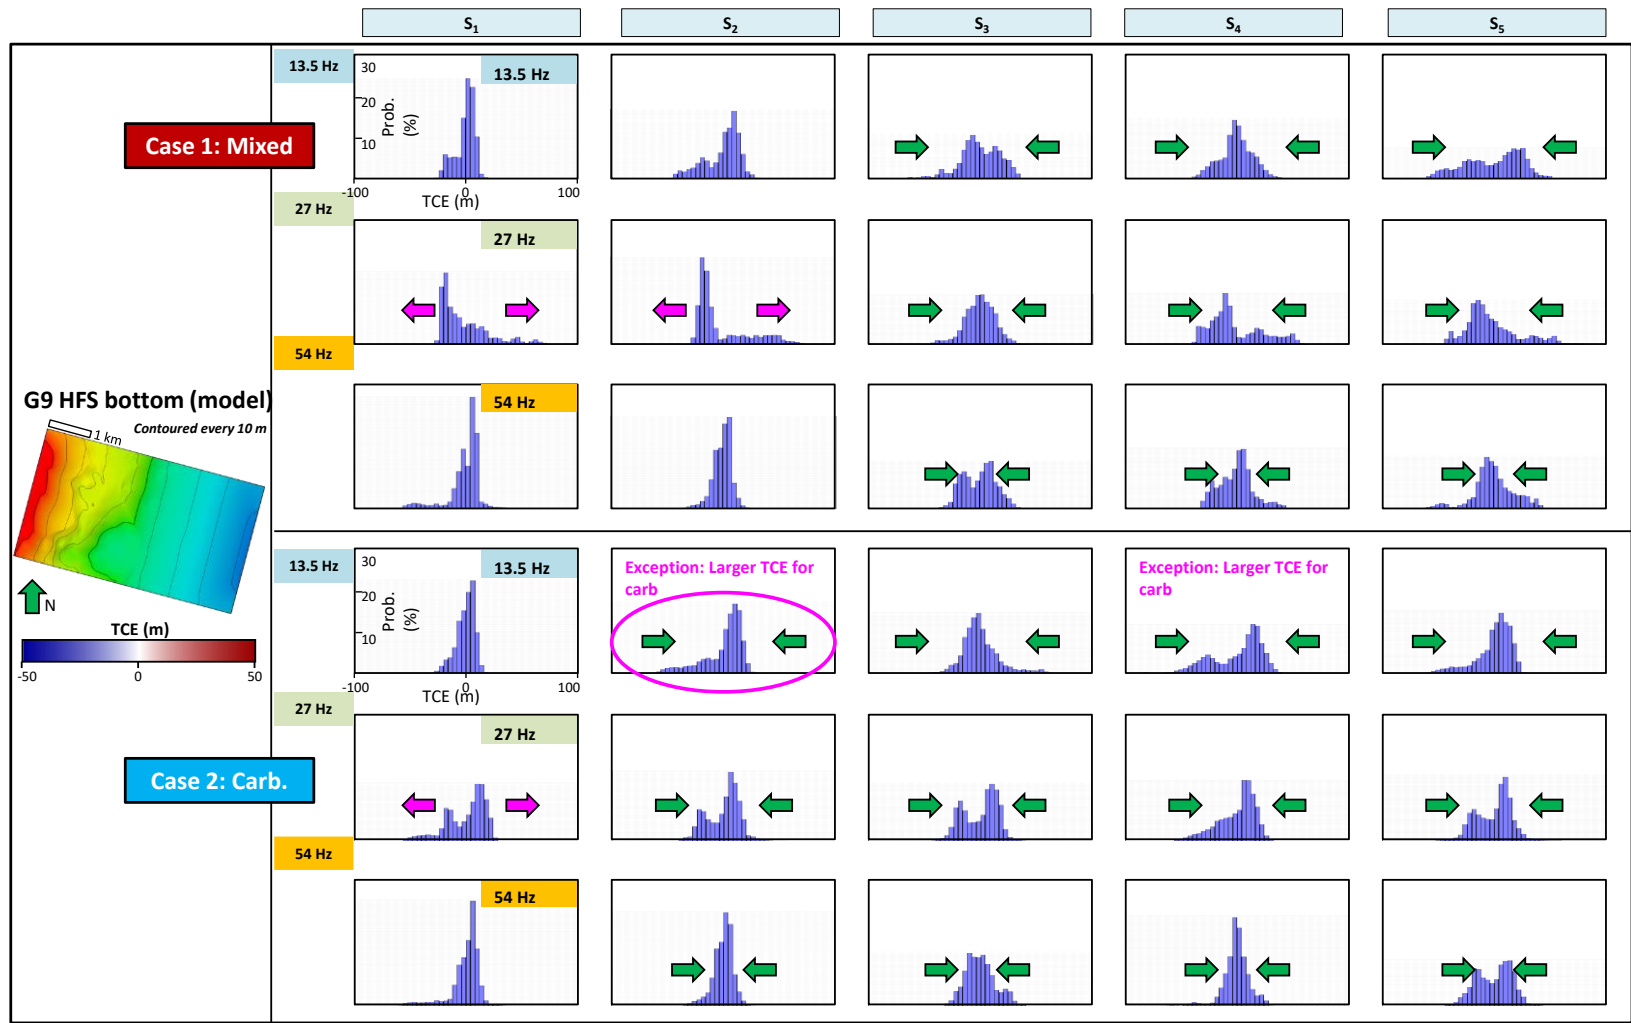 S1 S2 S3 S4 S5
13.5 Hz
30
13.5 Hz
20
Prob.
(%)
10
Case 1: Mixed
-100 0 100
TCE (m)
27 Hz
27 Hz
54 Hz
54 Hz
G9 HFS bottom (model)
Contoured every 10 m
1 km
N
TCE (m)
-50 0 50
13.5 Hz
30
13.5 Hz
20
Prob.
(%)
10
Exception: Larger TCE for
carb
Exception: Larger TCE for
carb
-100 0 100
TCE (m)
27 Hz
27 Hz
Case 2: Carb.
54 Hz
54 Hz